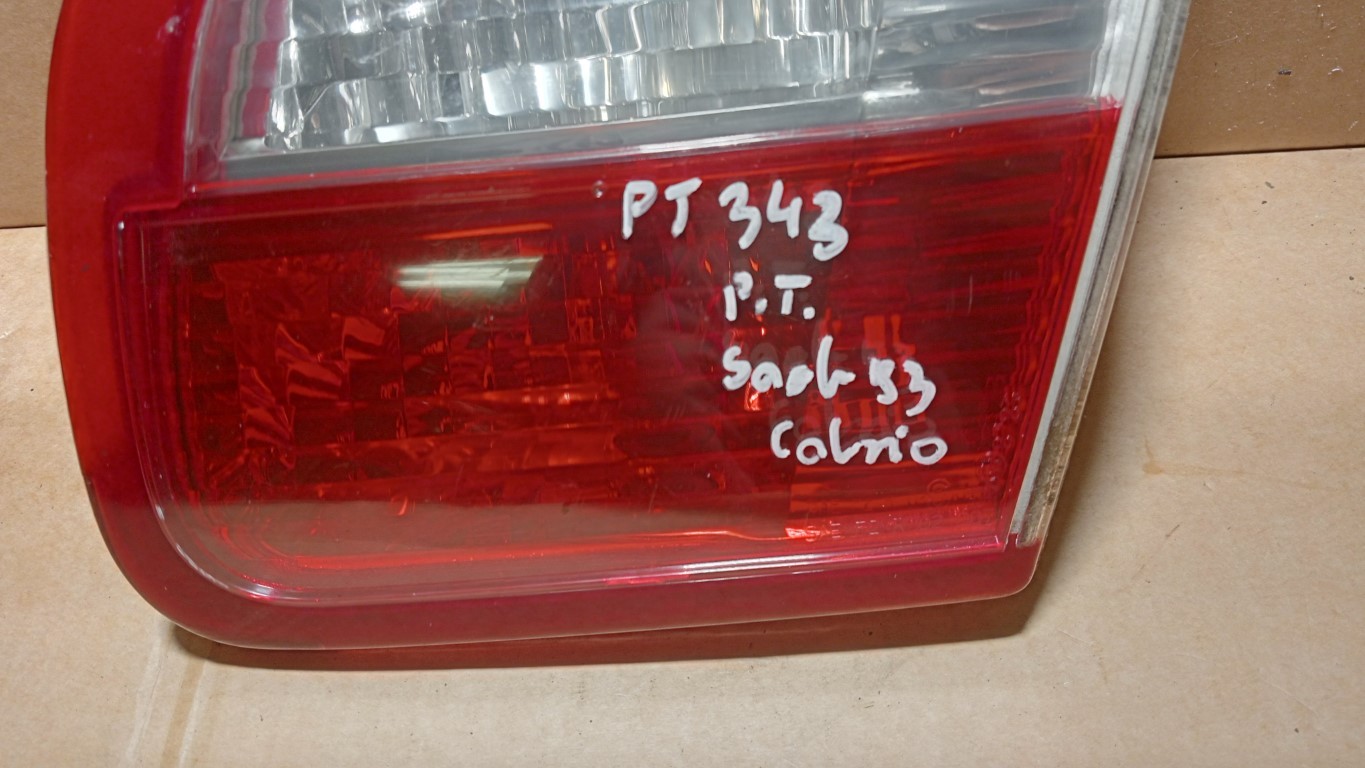 PT 343
P.T.
Saab 93
Cabrio